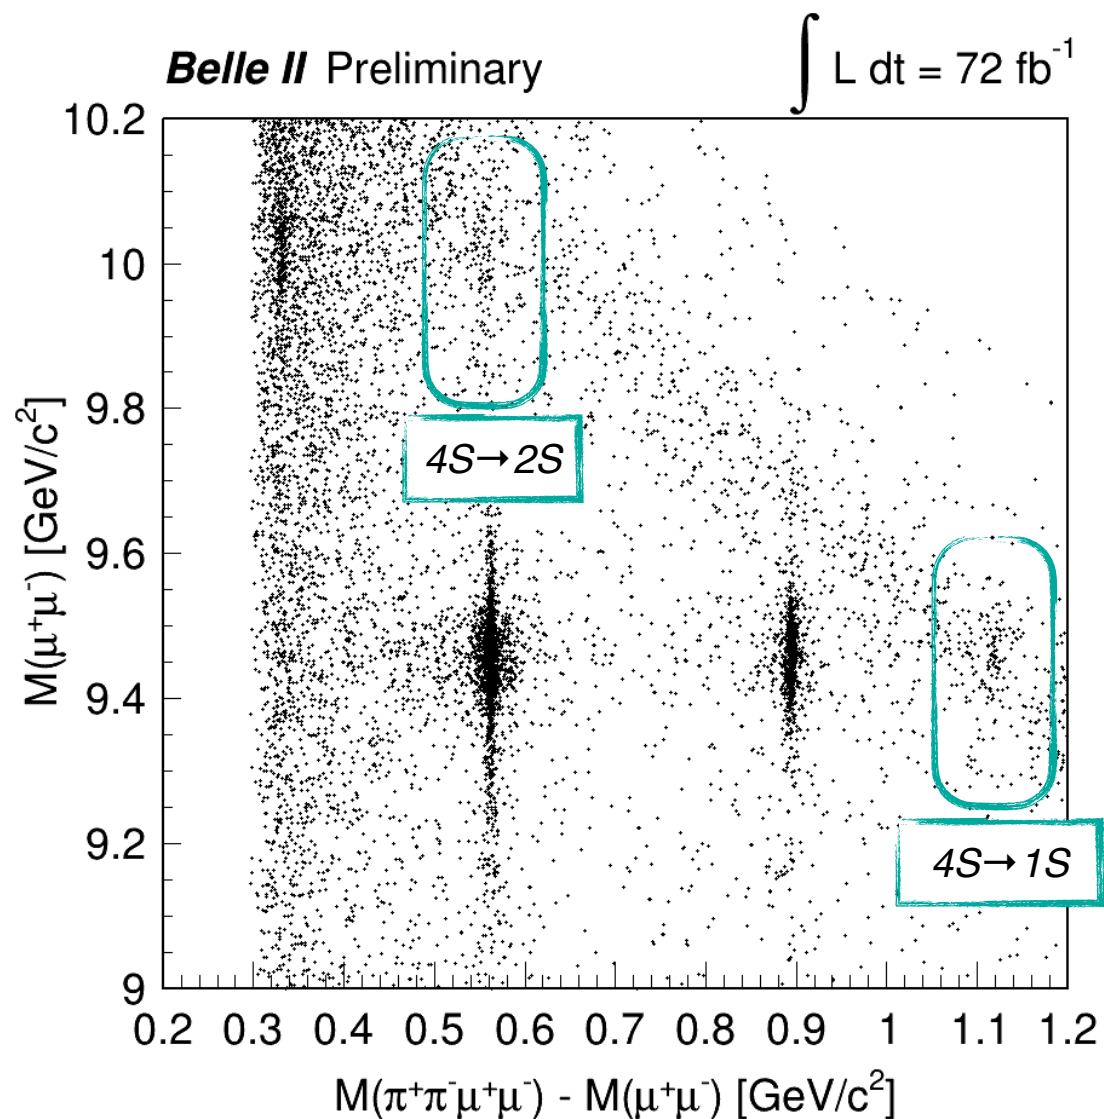 Belle II Preliminary
∫ L dt = 72 fb⁻¹
10.2
10
9.8
9.6
9.4
9.2
9
M(μ⁺μ⁻) [GeV/c²]
4S→2S
4S→1S
0.2 0.3 0.4 0.5 0.6 0.7 0.8 0.9 1 1.1 1.2
M(π⁺π⁻μ⁺μ⁻) - M(μ⁺μ⁻) [GeV/c²]